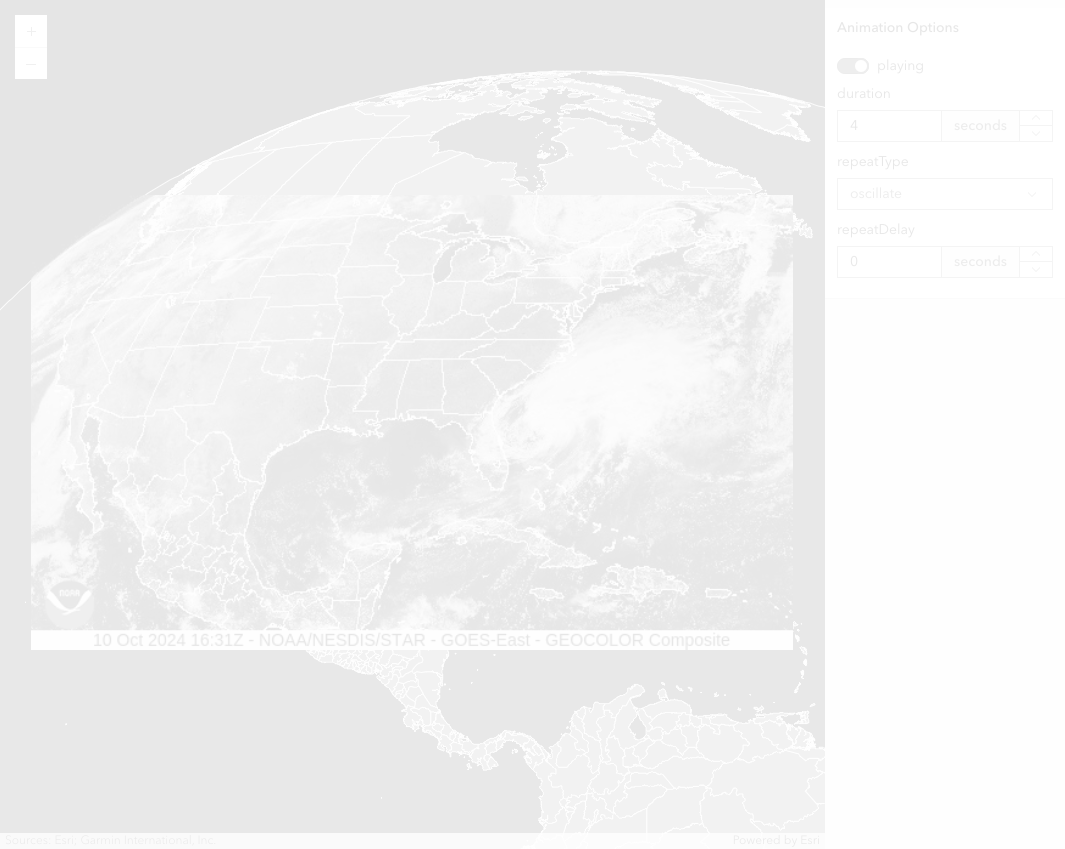 +
Animation Options
playing
duration
4 seconds
repeatType
oscillate
repeatDelay
0 seconds
NOAA
10 Oct 2024 16:31Z - NOAA/NESDIS/STAR - GOES-East - GEOCOLOR Composite
Sources: Esri; Garmin International, Inc.
Powered by Esri